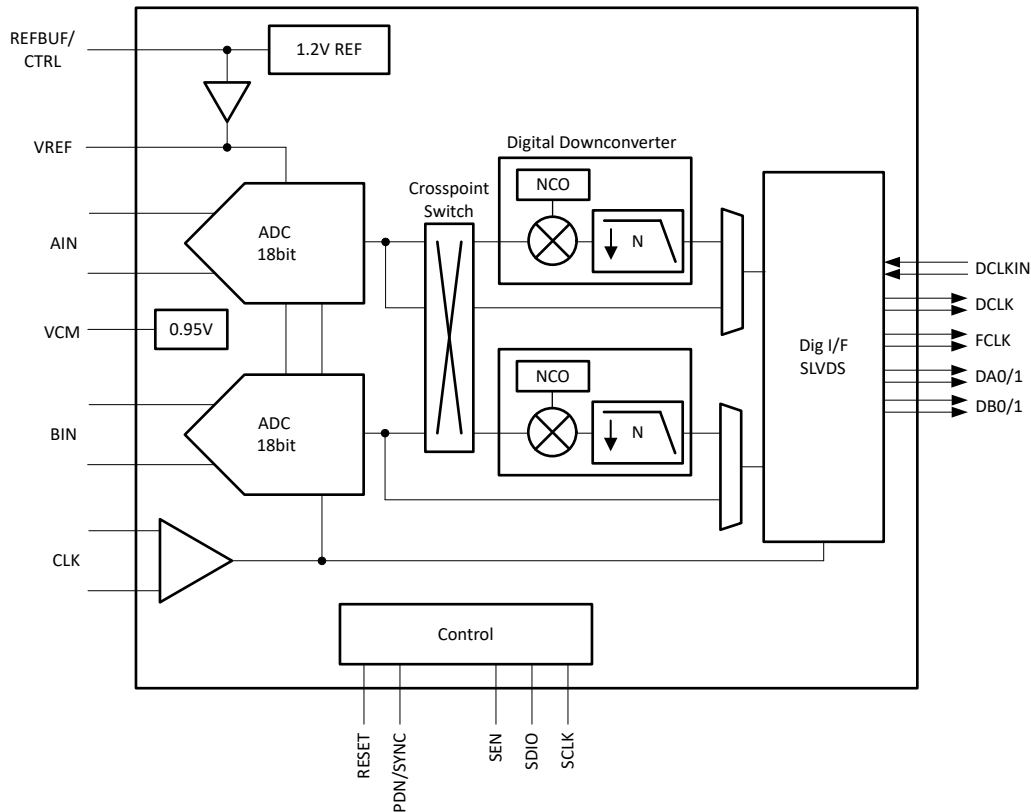 REFBUF/
CTRL
1.2V REF
VREF
Digital Downconverter
NCO
Crosspoint
Switch
ADC
18bit
N
AIN
DCLKIN
DCLK
VCM
0.95V
FCLK
Dig I/F
SLVDS
NCO
DA0/1
DB0/1
ADC
18bit
N
BIN
CLK
Control
RESET
PDN/SYNC
SEN
SDIO
SCLK